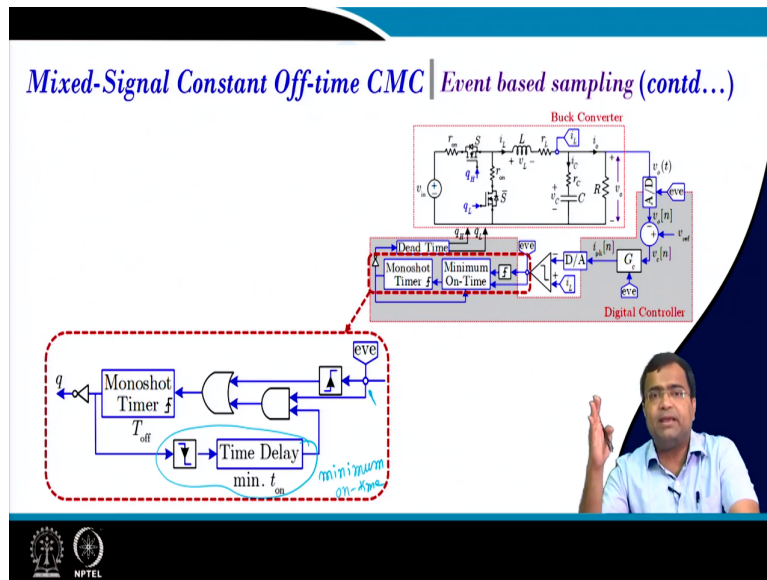 Mixed-Signal Constant Off-time CMC | Event based sampling (contd...)
Buck Converter
r_on S i_L L r_L i_L i_o
+ v_L −
q_H
r_on
i_C
v_o(t)
v_in
q_L
S̄
r_C
+ v_C −
C
R
+ v_o −
A/D
eve
v_o[n]
q_H q_L
eve
i_pk[n]
v_ref
Dead Time
D/A
G_c
v_e[n]
Monoshot Timer
Minimum On-Time
i_L
eve
Digital Controller
eve
q
Monoshot
Timer
T_off
Time Delay
min. t_on
minimum
on-time
NPTEL